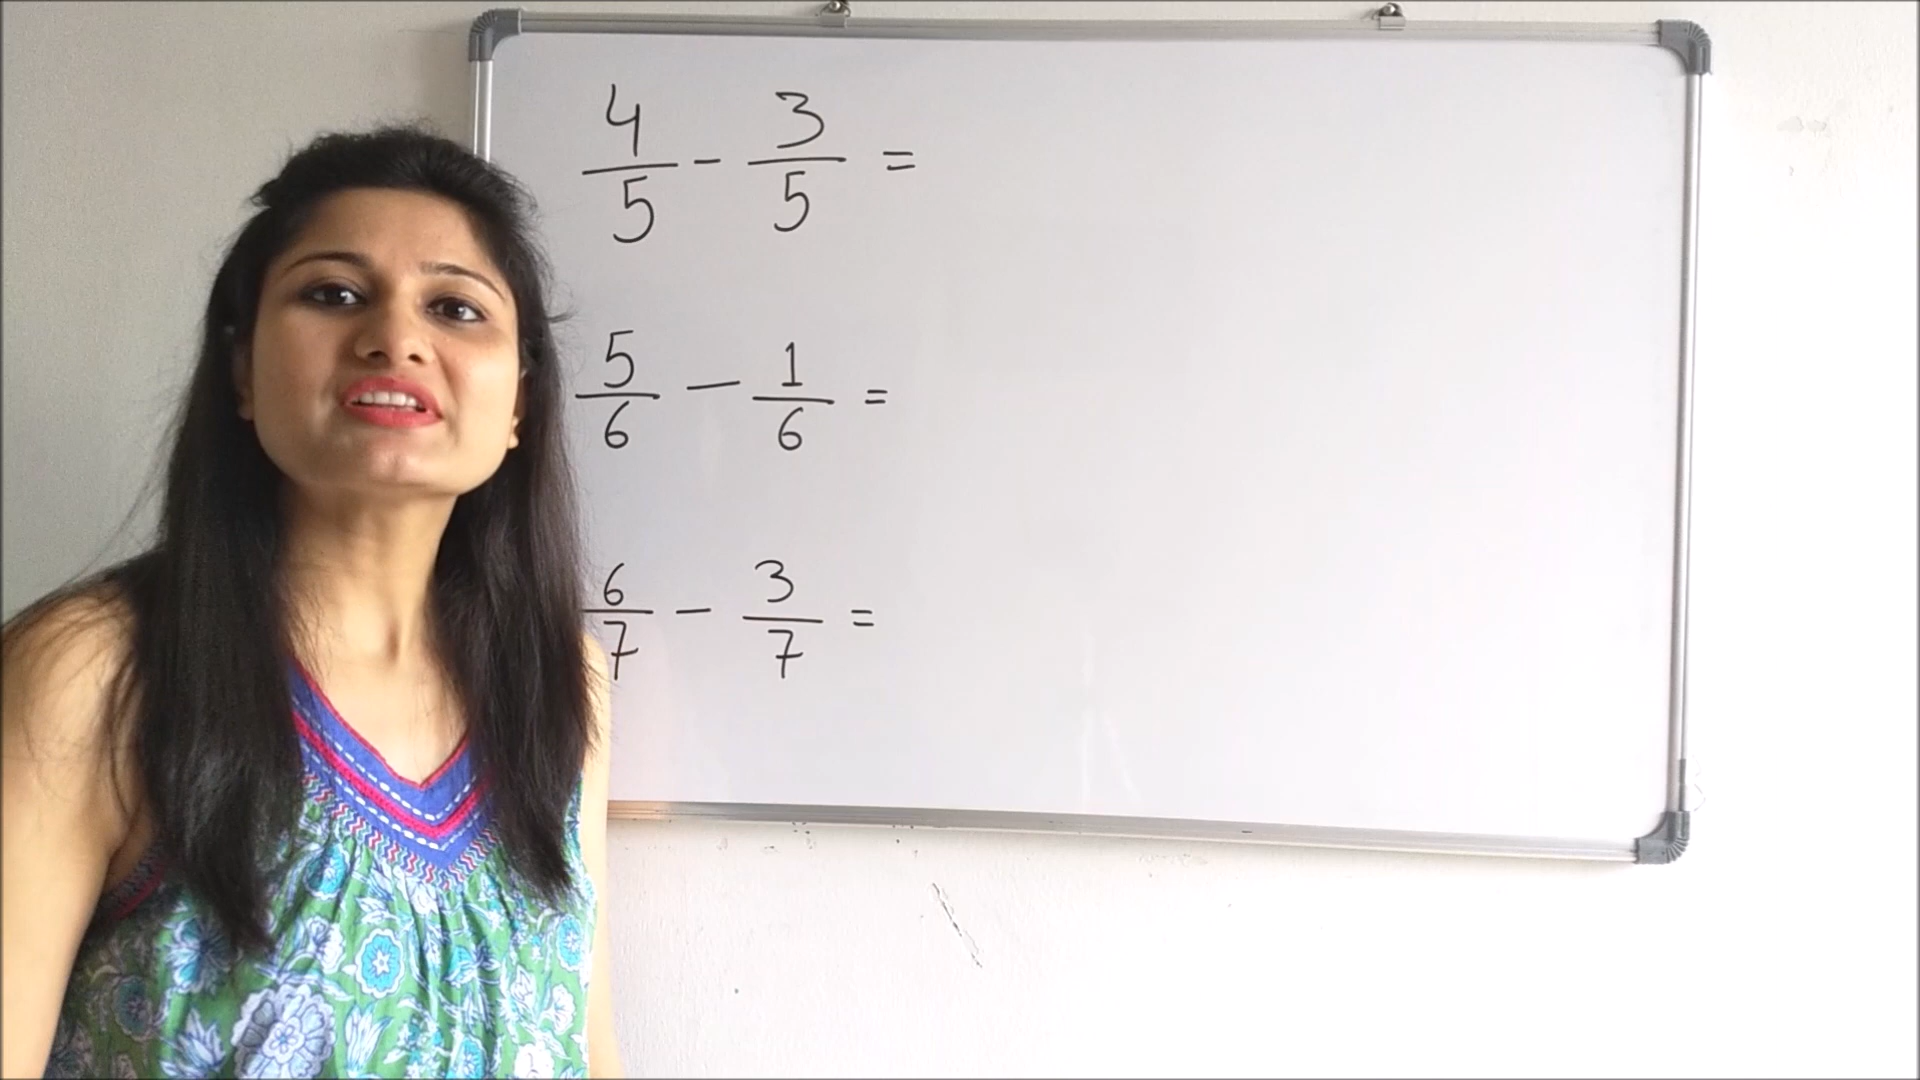 4/5 - 3/5 =
5/6 - 1/6 =
6/7 - 3/7 =